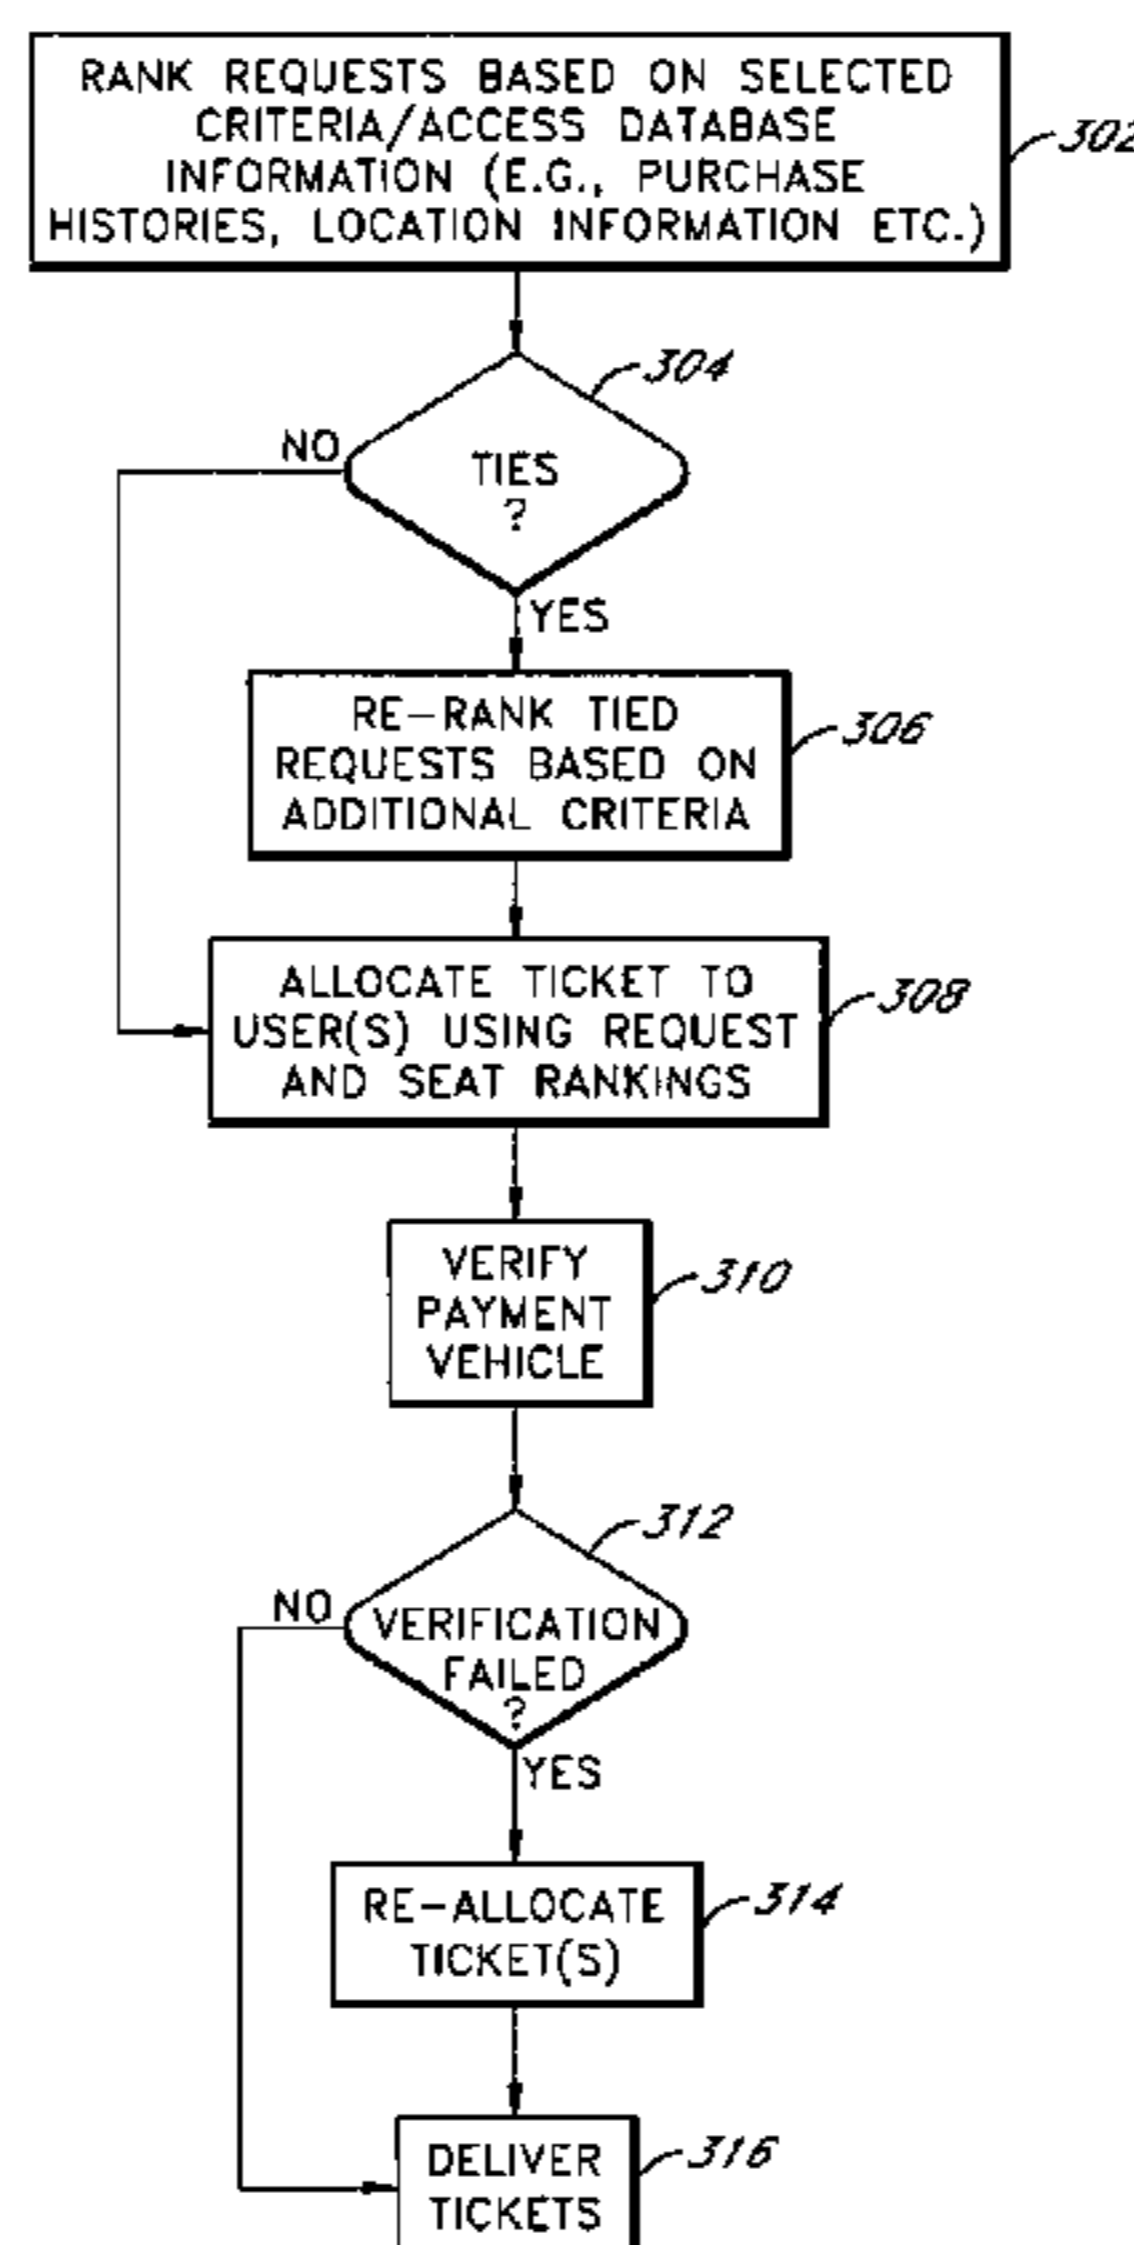 RANK REQUESTS BASED ON SELECTED
CRITERIA/ACCESS DATABASE
INFORMATION (E.G., PURCHASE
HISTORIES, LOCATION INFORMATION ETC.)
302
304
NO
TIES
?
YES
RE-RANK TIED
REQUESTS BASED ON
ADDITIONAL CRITERIA
306
ALLOCATE TICKET TO
USER(S) USING REQUEST
AND SEAT RANKINGS
308
VERIFY
PAYMENT
VEHICLE
310
312
NO
VERIFICATION
FAILED
?
YES
RE-ALLOCATE
TICKET(S)
314
DELIVER
TICKETS
316